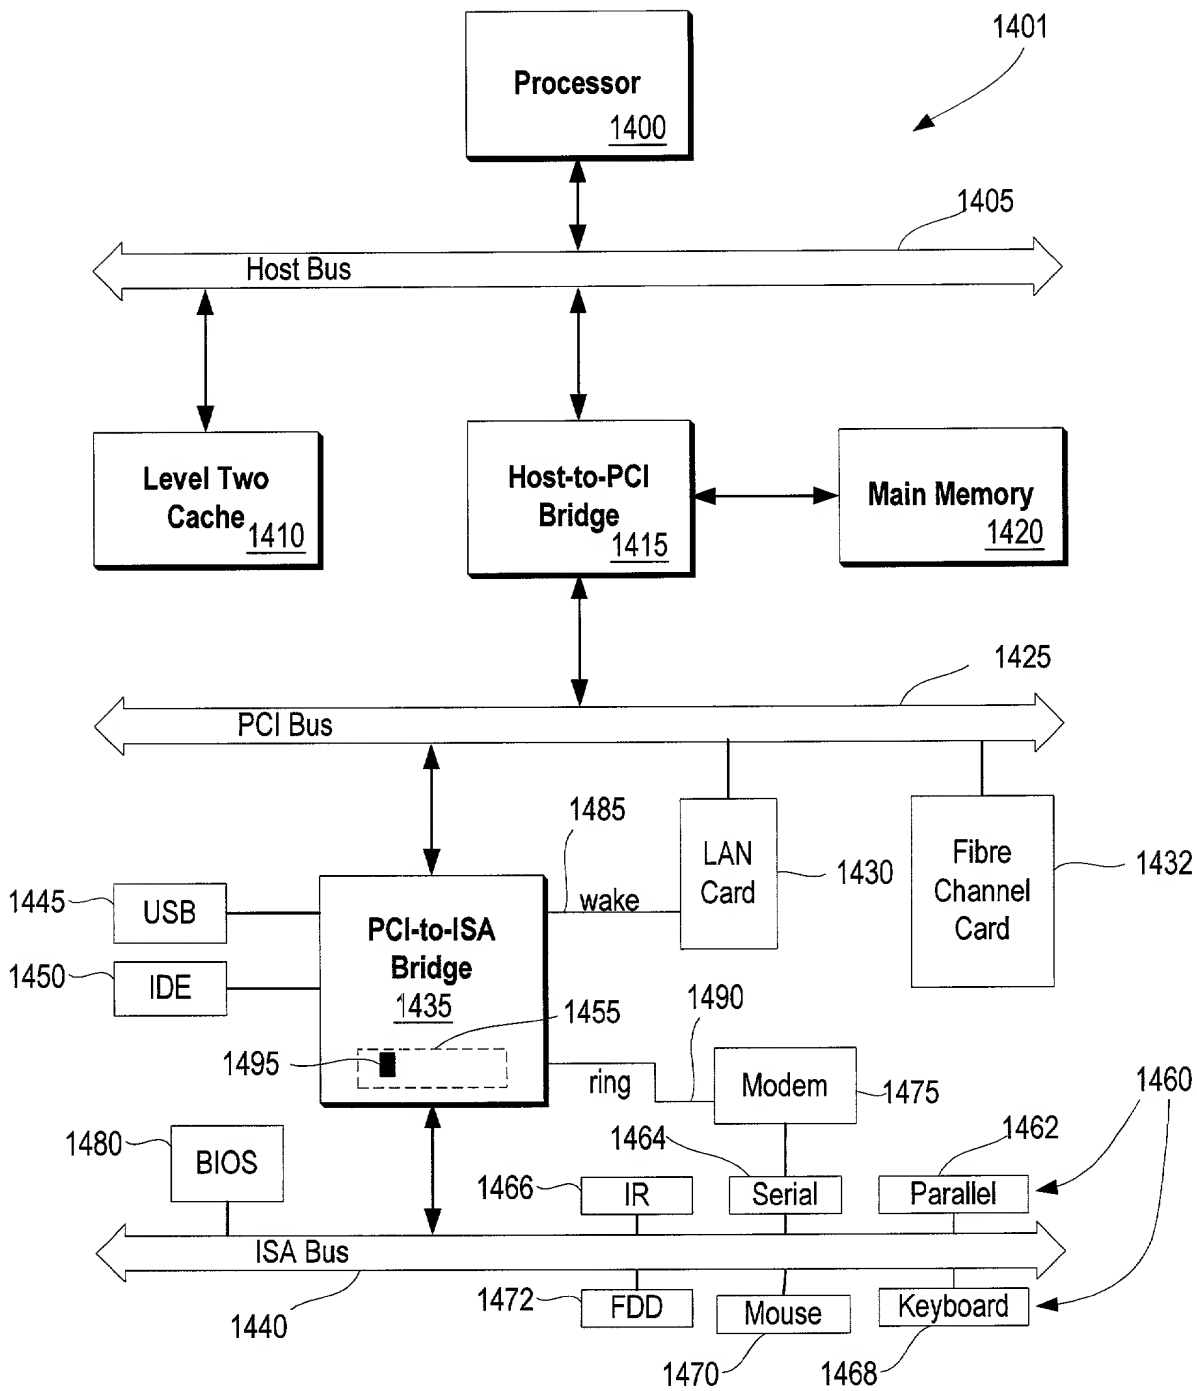 1401
Processor
1400
1405
Host Bus
Level Two
Cache
1410
Host-to-PCI
Bridge
1415
Main Memory
1420
1425
PCI Bus
1485
LAN
Card
1430
Fibre
Channel
Card
1432
wake
1445
USB
PCI-to-ISA
Bridge
1435
1450
IDE
1455
1490
1495
ring
Modem
1475
1460
1480
BIOS
1464
1462
1466
IR
Serial
Parallel
ISA Bus
1440
1472
FDD
Mouse
Keyboard
1470
1468